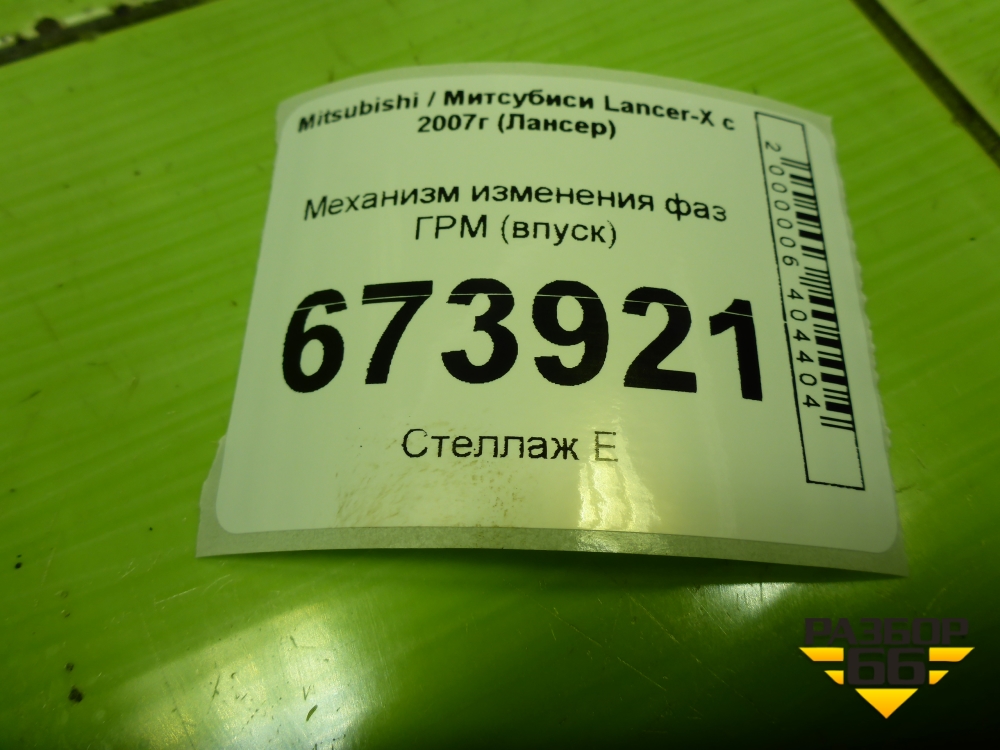 Mitsubishi / Митсубиси Lancer-X с
2007г (Лансер)
Механизм изменения фаз
ГРМ (впуск)
673921
Стеллаж Е
2000006404404
РАЗБОР
66